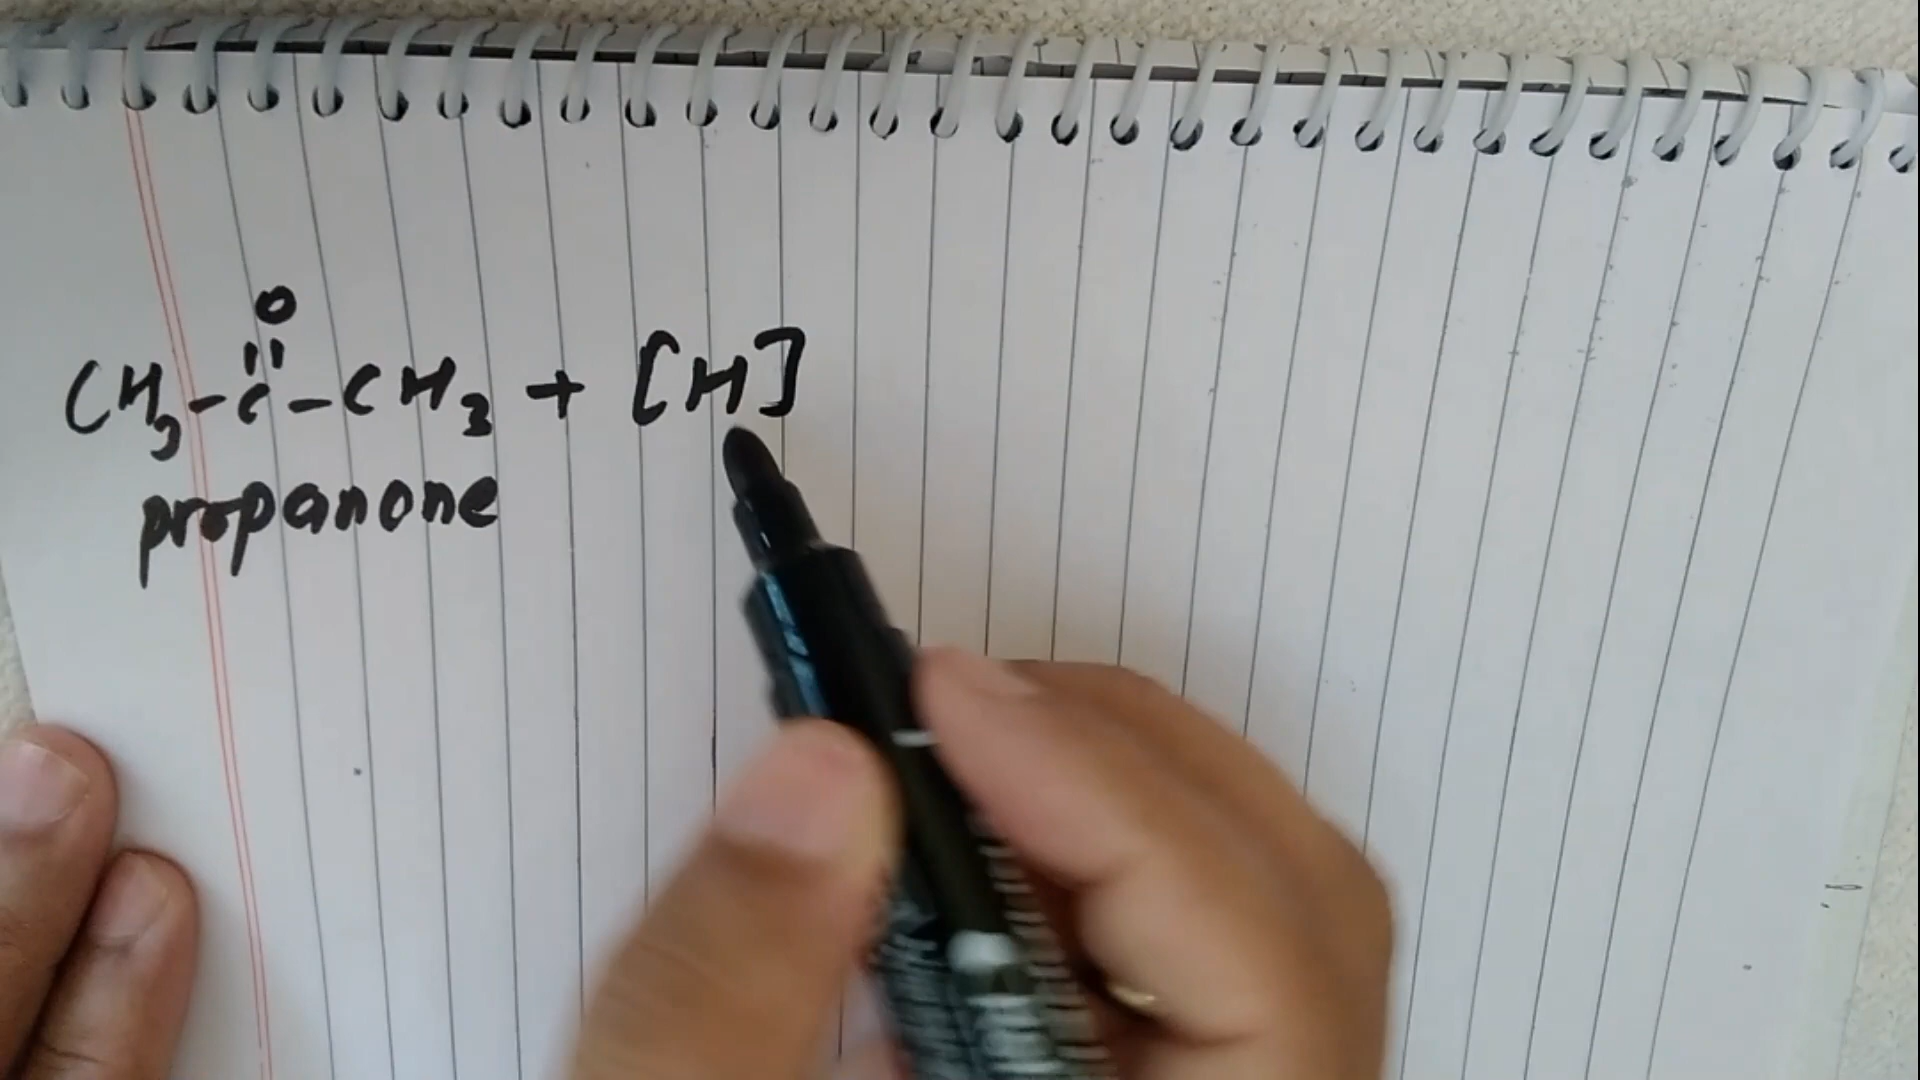 O
||
CH₃-C-CH₃ + [H]
propanone